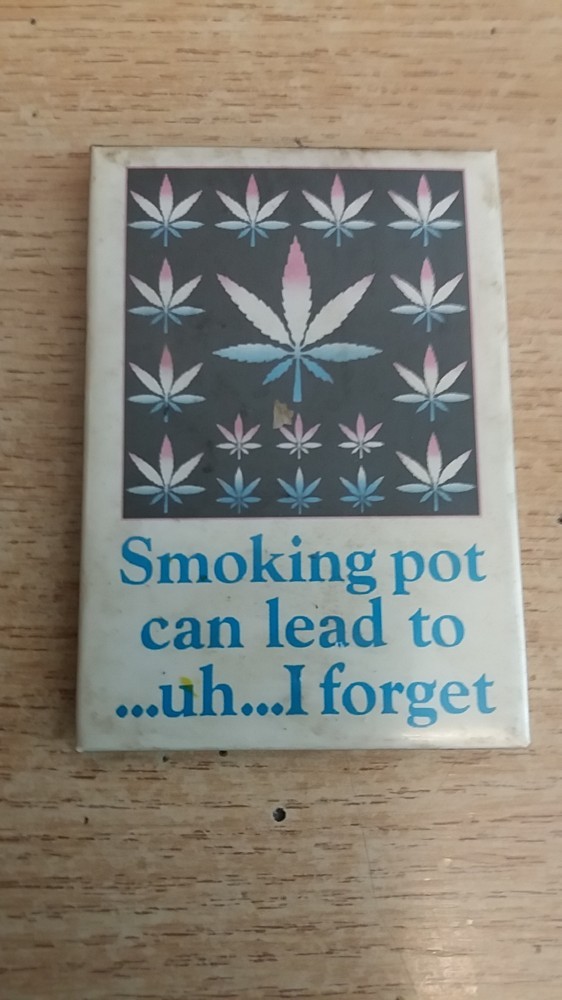 Smoking pot
can lead to
...uh...I forget